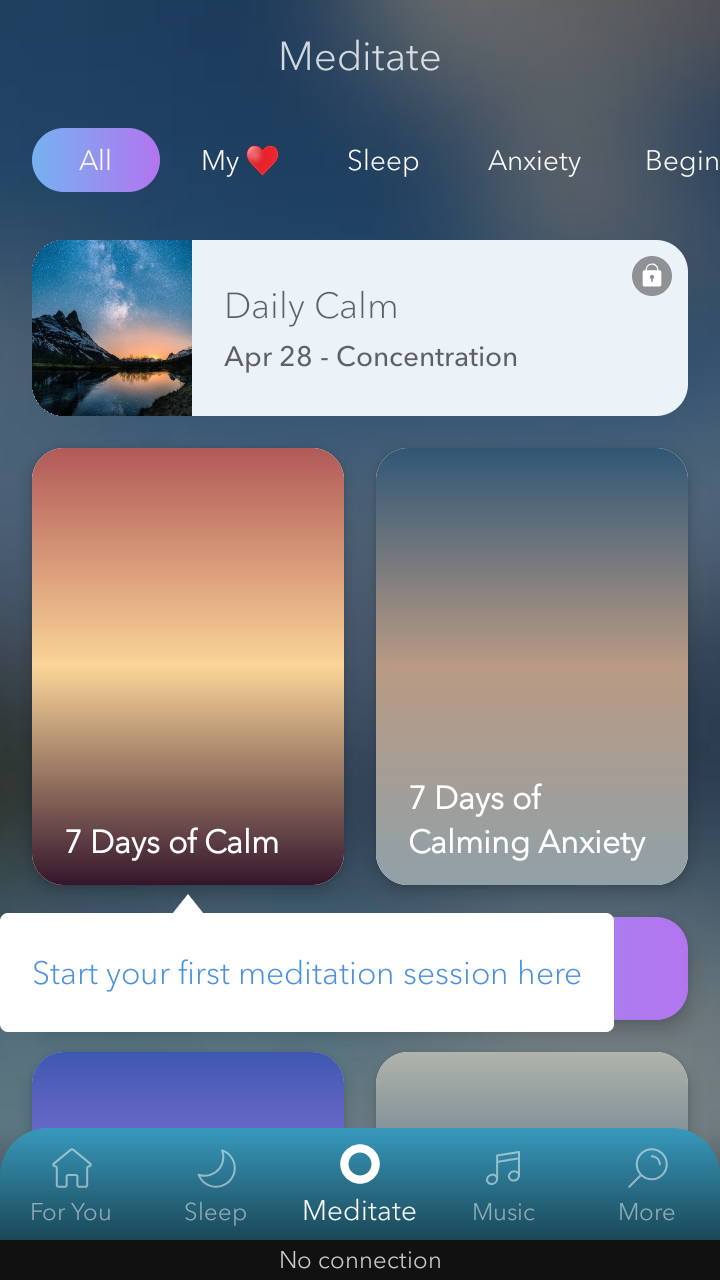 Meditate
All
My ❤️
Sleep
Anxiety
Begin
Daily Calm
Apr 28 - Concentration
7 Days of Calm
7 Days of
Calming Anxiety
Start your first meditation session here
For You
Sleep
Meditate
Music
More
No connection